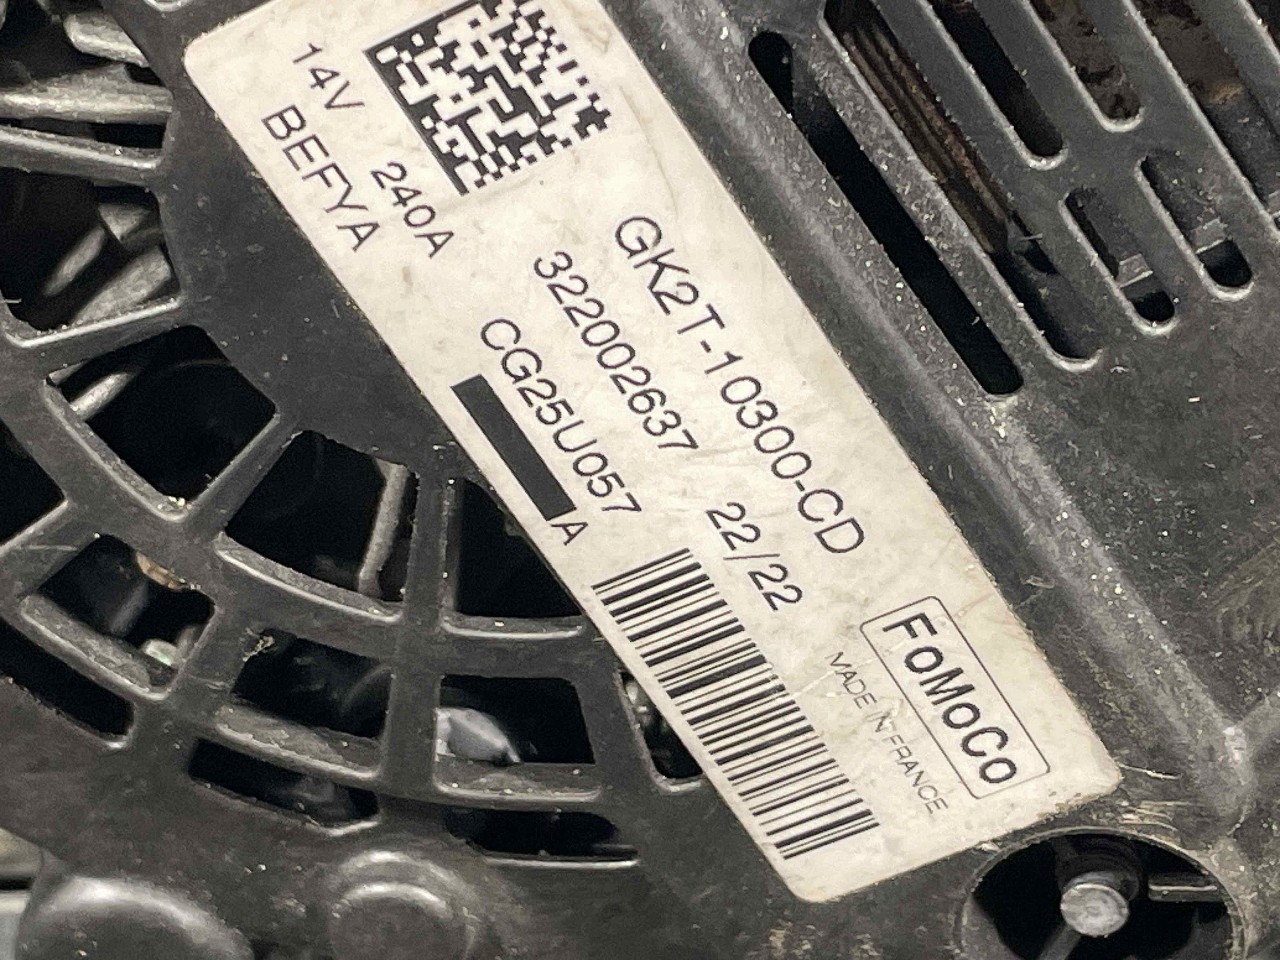 14V 240A
BEFYA
GK2T-10300-CD
322002637 22/22
CG25U057
A
FoMoCo
MADE IN FRANCE